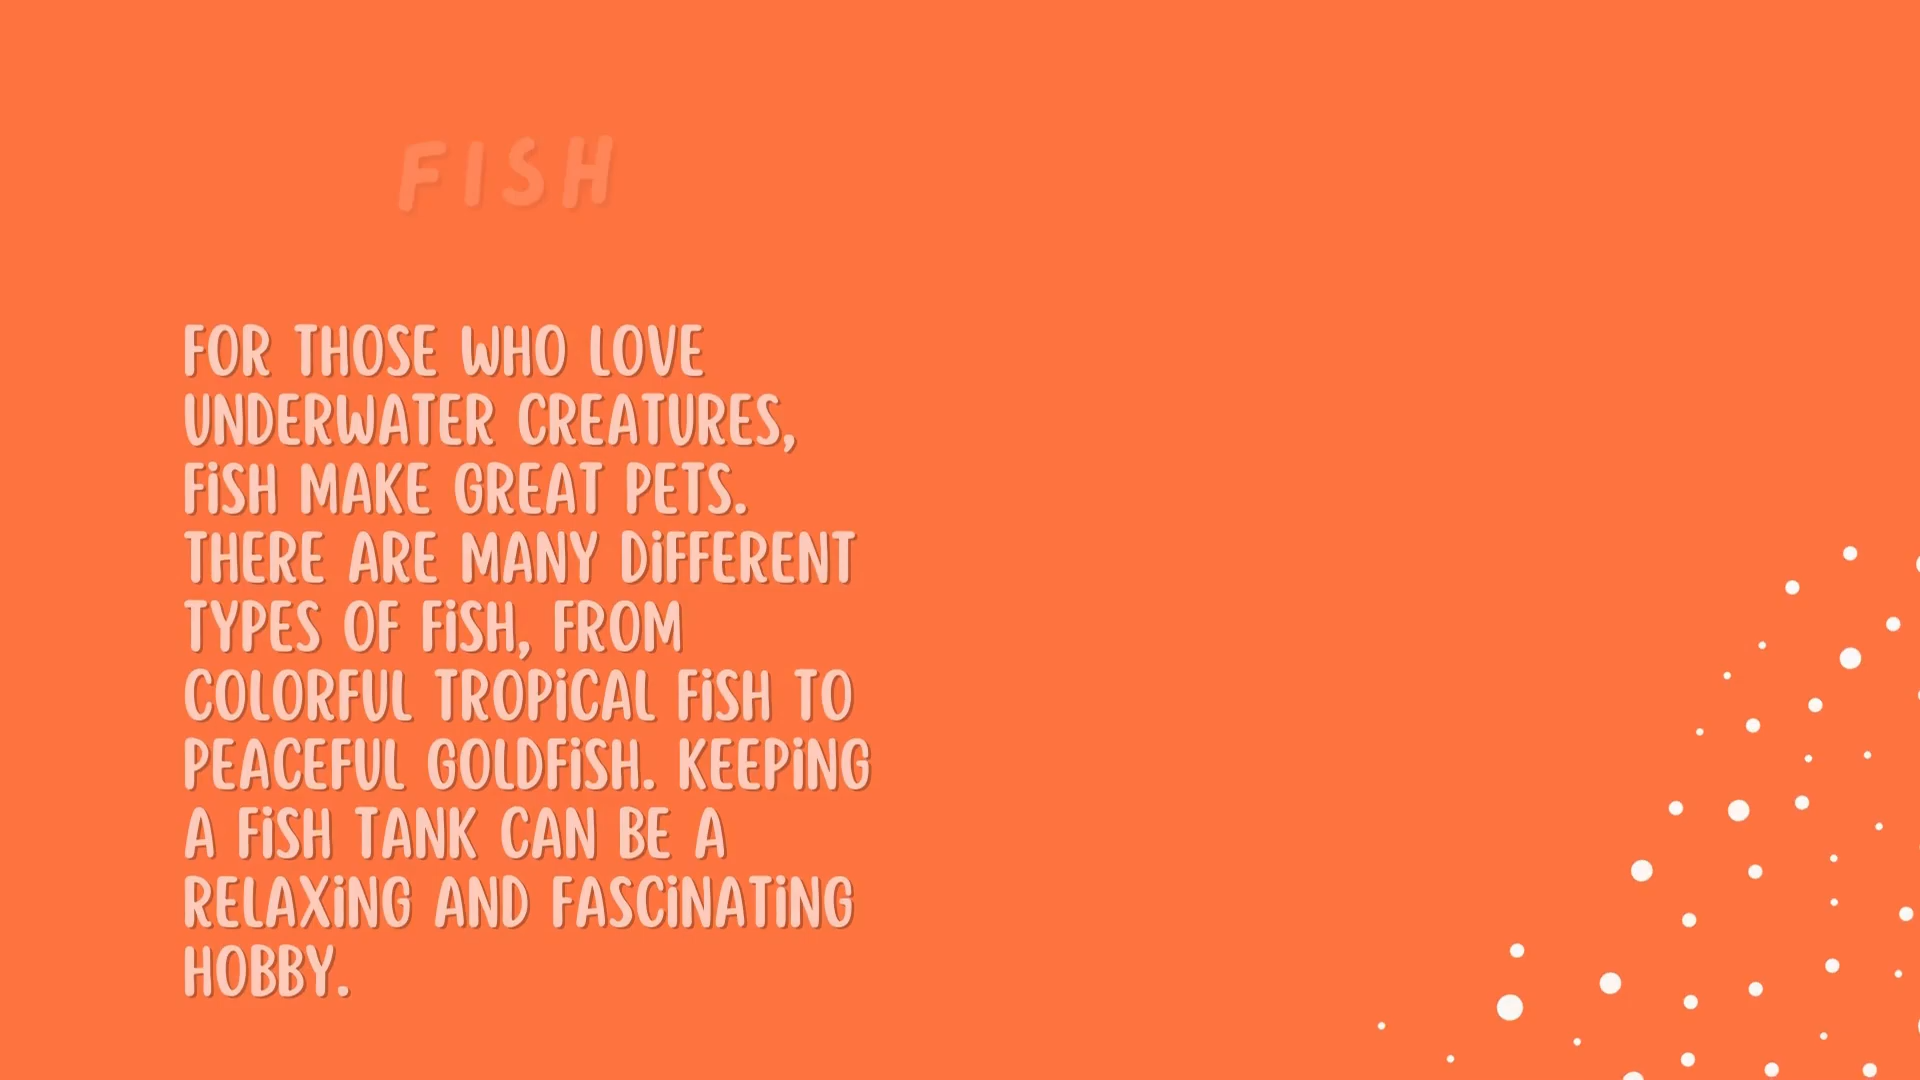 FISH
FOR THOSE WHO LOVE
UNDERWATER CREATURES,
FISH MAKE GREAT PETS.
THERE ARE MANY DIFFERENT
TYPES OF FISH, FROM
COLORFUL TROPICAL FISH TO
PEACEFUL GOLDFISH. KEEPING
A FISH TANK CAN BE A
RELAXING AND FASCINATING
HOBBY.